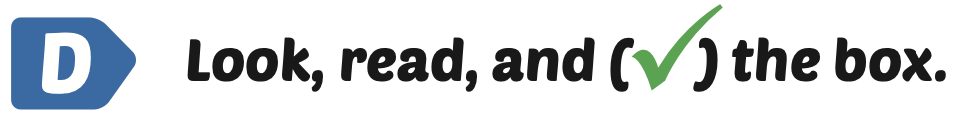 D Look, read, and (✓) the box.